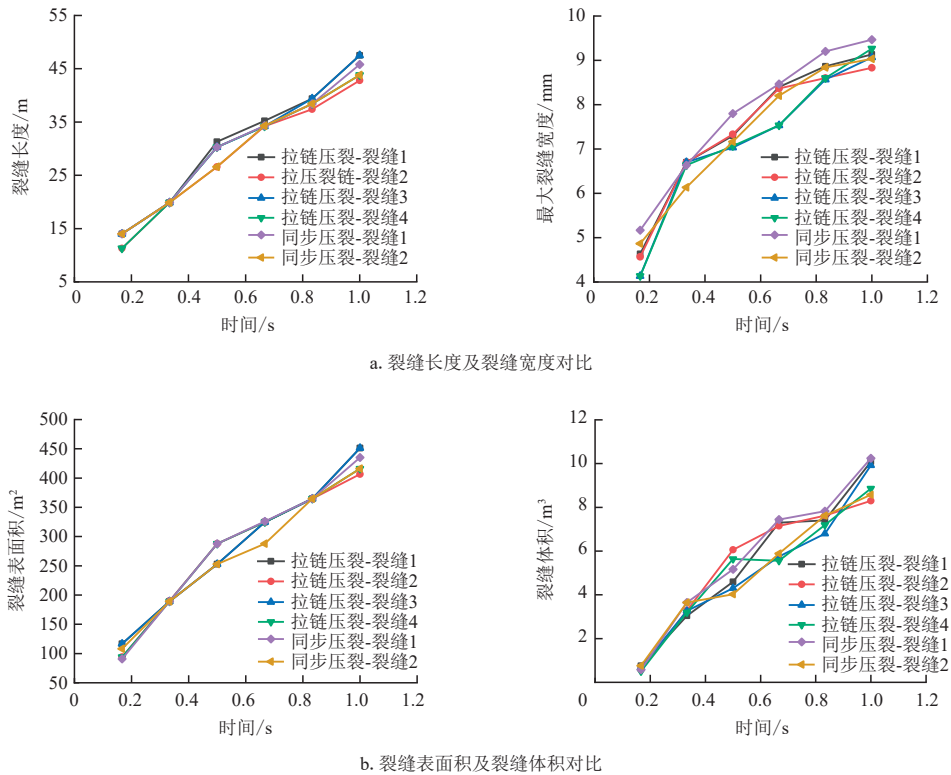 55
45
35
25
15
5
裂缝长度/m
拉链压裂-裂缝1
拉压裂链-裂缝2
拉链压裂-裂缝3
拉链压裂-裂缝4
同步压裂-裂缝1
同步压裂-裂缝2
0 0.2 0.4 0.6 0.8 1.0 1.2
时间/s
10
9
8
7
6
5
4
最大裂缝宽度/mm
拉链压裂-裂缝1
拉链压裂-裂缝2
拉链压裂-裂缝3
拉链压裂-裂缝4
同步压裂-裂缝1
同步压裂-裂缝2
0 0.2 0.4 0.6 0.8 1.0 1.2
时间/s
a. 裂缝长度及裂缝宽度对比
500
450
400
350
300
250
200
150
100
50
裂缝表面积/m²
拉链压裂-裂缝1
拉链压裂-裂缝2
拉链压裂-裂缝3
拉链压裂-裂缝4
同步压裂-裂缝1
同步压裂-裂缝2
0 0.2 0.4 0.6 0.8 1.0 1.2
时间/s
12
10
8
6
4
2
裂缝体积/m³
拉链压裂-裂缝1
拉链压裂-裂缝2
拉链压裂-裂缝3
拉链压裂-裂缝4
同步压裂-裂缝1
同步压裂-裂缝2
0 0.2 0.4 0.6 0.8 1.0 1.2
时间/s
b. 裂缝表面积及裂缝体积对比